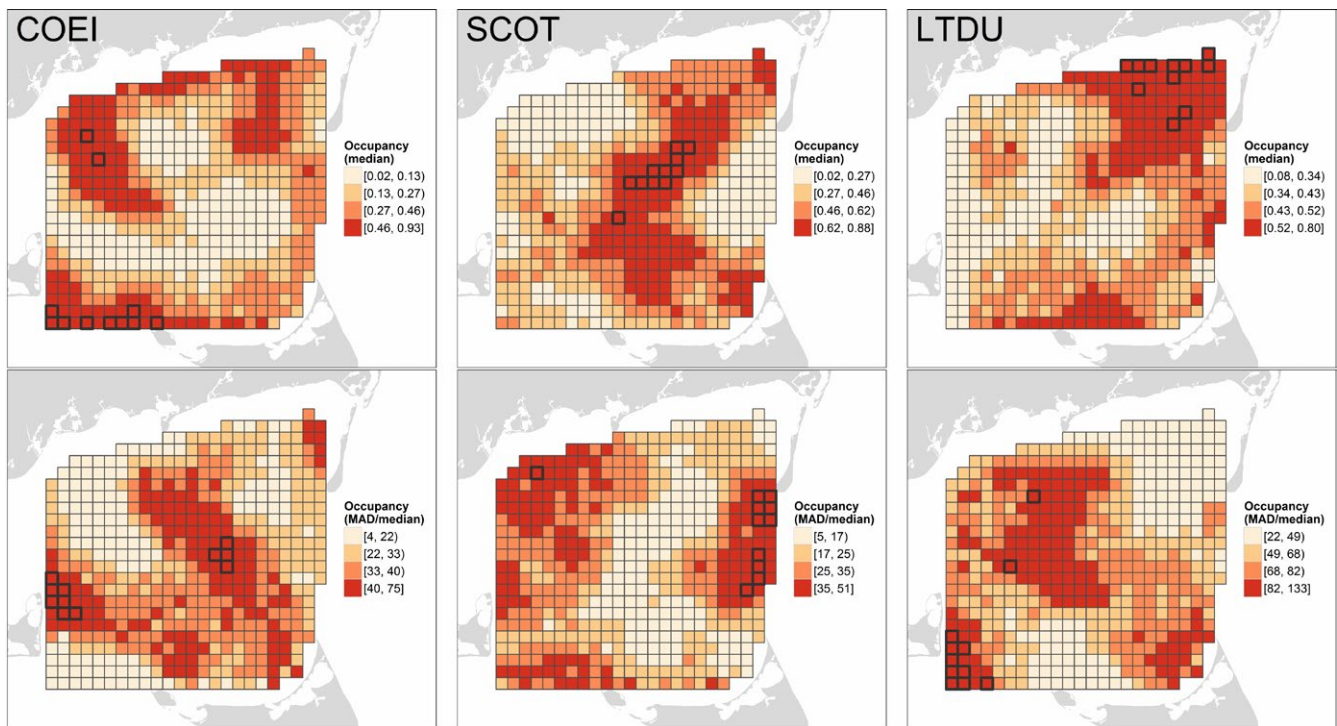 COEI
Occupancy
(median)
[0.02, 0.13)
[0.13, 0.27)
[0.27, 0.46)
[0.46, 0.93]
SCOT
Occupancy
(median)
[0.02, 0.27)
[0.27, 0.46)
[0.46, 0.62)
[0.62, 0.88]
LTDU
Occupancy
(median)
[0.08, 0.34)
[0.34, 0.43)
[0.43, 0.52)
[0.52, 0.80]
Occupancy
(MAD/median)
[4, 22)
[22, 33)
[33, 40)
[40, 75]
Occupancy
(MAD/median)
[5, 17)
[17, 25)
[25, 35)
[35, 51]
Occupancy
(MAD/median)
[22, 49)
[49, 68)
[68, 82)
[82, 133]